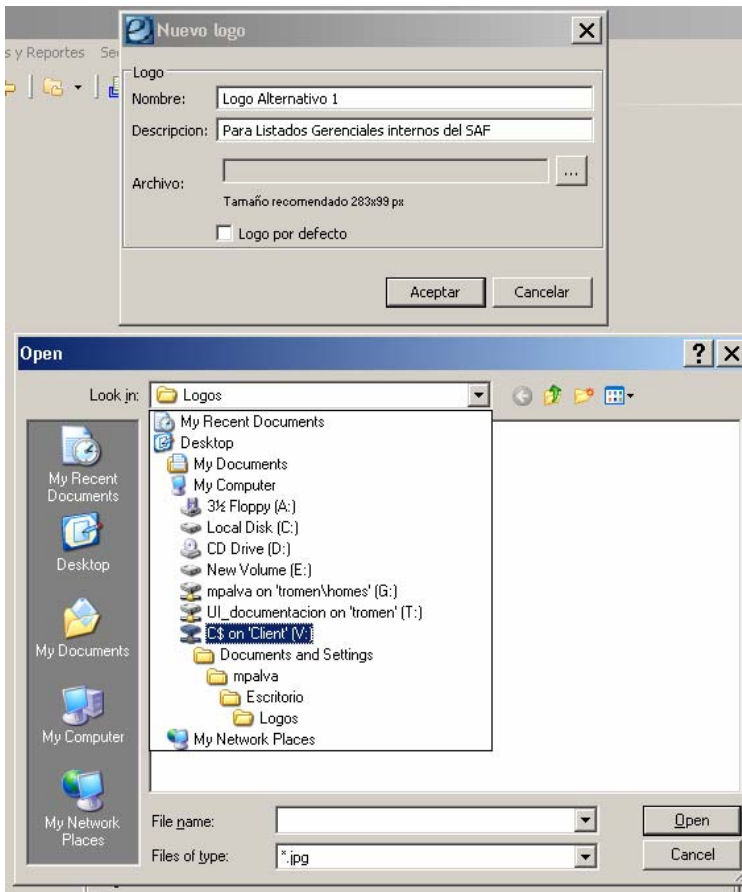 Nuevo logo
s y Reportes Se
Logo
Nombre: Logo Alternativo 1
Descripcion: Para Listados Gerenciales internos del SAF
Archivo: ...
Tamaño recomendado 283x99 px
Logo por defecto
Aceptar Cancelar
Open
Look in: Logos
My Recent Documents
Desktop
My Documents
My Computer
3½ Floppy (A:)
Local Disk (C:)
CD Drive (D:)
New Volume (E:)
mpalva on 'tromen\homes' (G:)
UI_documentacion on 'tromen' (T:)
C$ on 'Client' (V:)
Documents and Settings
mpalva
Escritorio
Logos
My Network Places
My Recent
Documents
Desktop
My Documents
My Computer
My Network
Places
File name:
Open
Files of type: *.jpg
Cancel